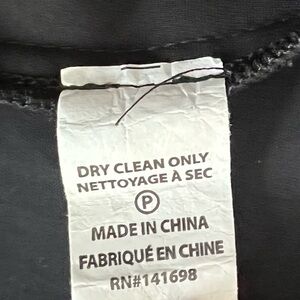 DRY CLEAN ONLY
NETTOYAGE À SEC
P
MADE IN CHINA
FABRIQUÉ EN CHINE
RN#141698